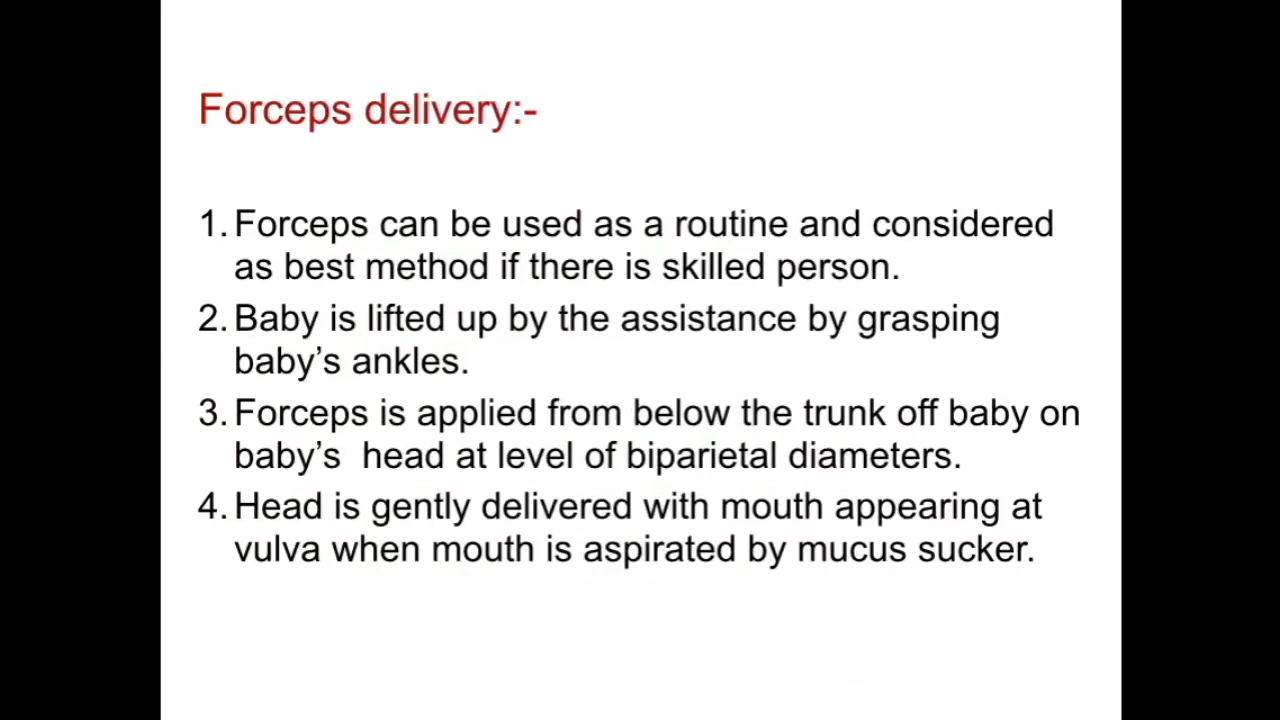 Forceps delivery:-
1. Forceps can be used as a routine and considered
as best method if there is skilled person.
2. Baby is lifted up by the assistance by grasping
baby’s ankles.
3. Forceps is applied from below the trunk off baby on
baby’s  head at level of biparietal diameters.
4. Head is gently delivered with mouth appearing at
vulva when mouth is aspirated by mucus sucker.